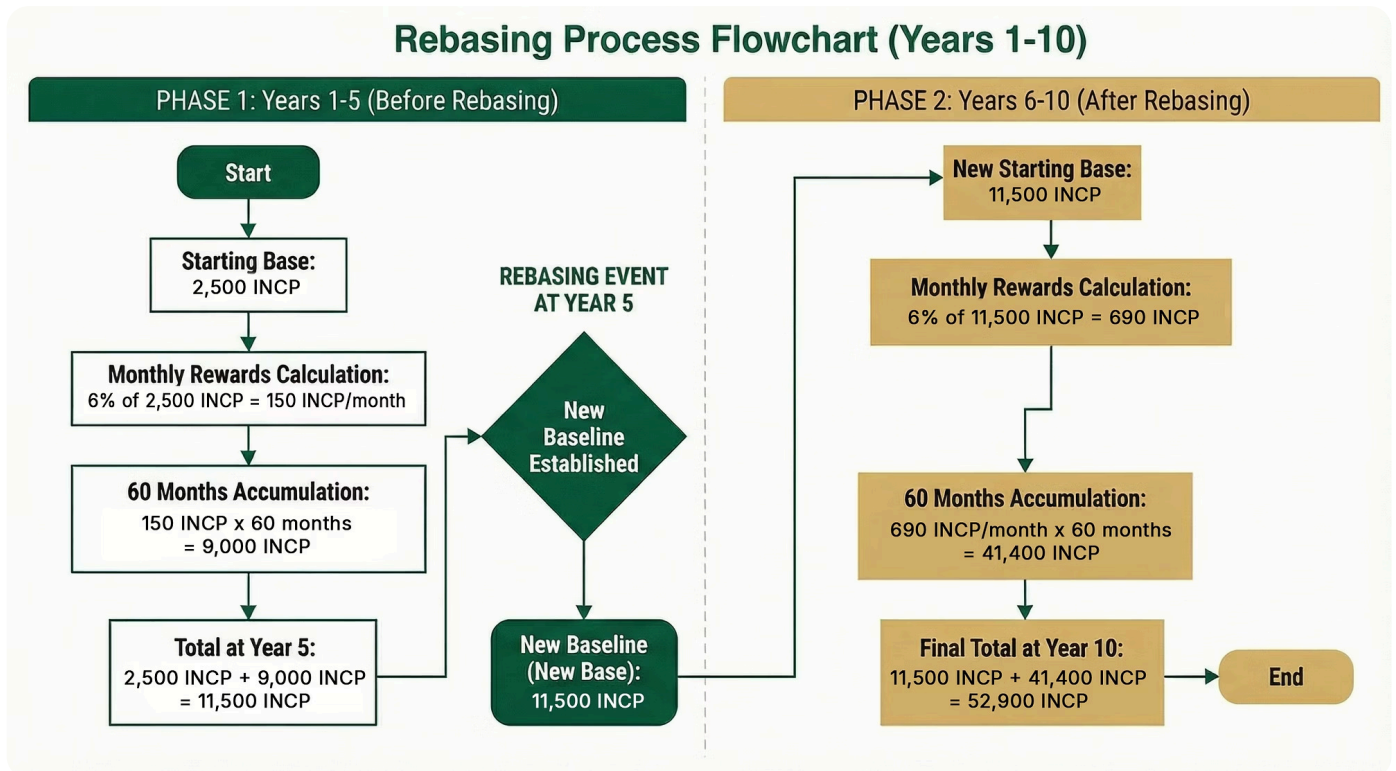 Rebasing Process Flowchart (Years 1-10)
PHASE 1: Years 1-5 (Before Rebasing)
Start
Starting Base:
2,500 INCP
Monthly Rewards Calculation:
6% of 2,500 INCP = 150 INCP/month
60 Months Accumulation:
150 INCP x 60 months
= 9,000 INCP
Total at Year 5:
2,500 INCP + 9,000 INCP
= 11,500 INCP
REBASING EVENT
AT YEAR 5
New
Baseline
Established
New Baseline
(New Base):
11,500 INCP
PHASE 2: Years 6-10 (After Rebasing)
New Starting Base:
11,500 INCP
Monthly Rewards Calculation:
6% of 11,500 INCP = 690 INCP
60 Months Accumulation:
690 INCP/month x 60 months
= 41,400 INCP
Final Total at Year 10:
11,500 INCP + 41,400 INCP
= 52,900 INCP
End